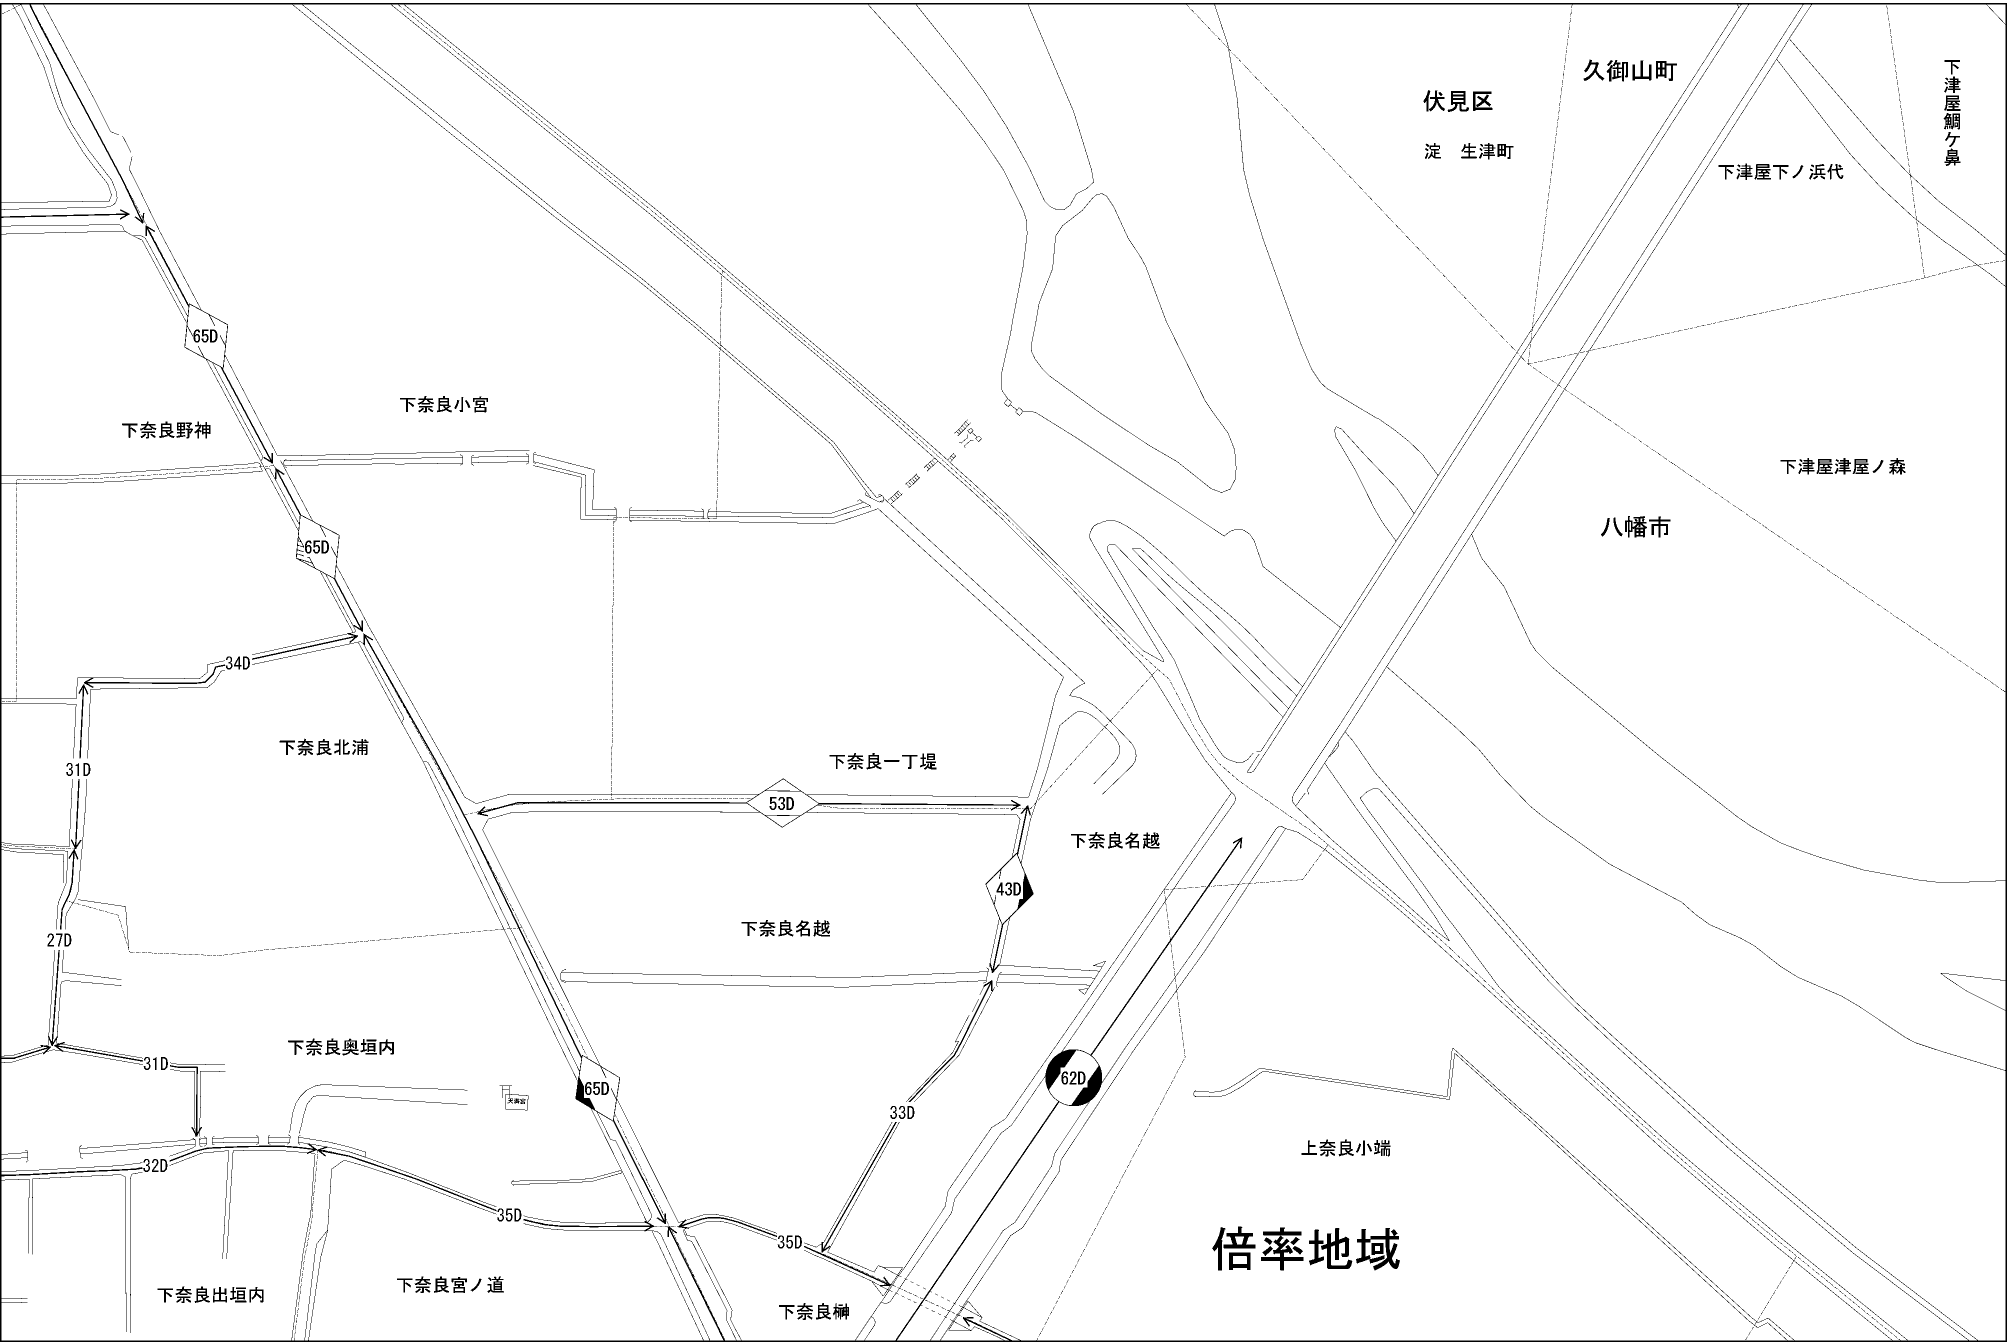 久御山町
伏見区
淀　生津町
下津屋鯛ケ鼻
下津屋下ノ浜代
65D
下奈良小宮
下奈良野神
下津屋津屋ノ森
八幡市
65D
34D
下奈良北浦
下奈良一丁堤
31D
53D
下奈良名越
43D
下奈良名越
27D
下奈良奥垣内
31D
62D
65D
天満宮
33D
上奈良小端
32D
35D
35D
倍率地域
下奈良宮ノ道
下奈良出垣内
下奈良榊